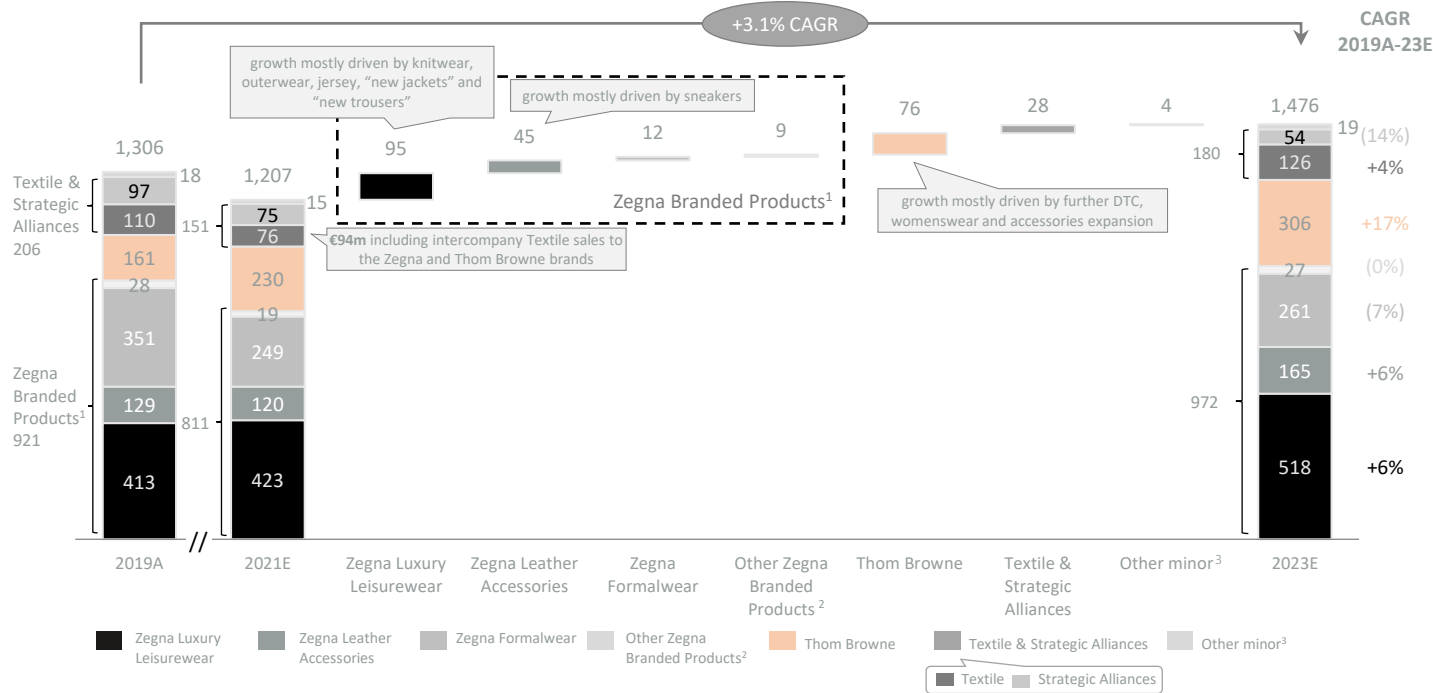 +3.1% CAGR
CAGR
2019A-23E
growth mostly driven by knitwear,
outerwear, jersey, “new jackets” and
“new trousers”
growth mostly driven by sneakers
95
45
12
9
76
28
4
Zegna Branded Products1
growth mostly driven by further DTC,
womenswear and accessories expansion
1,306
18
97
110
161
28
351
129
413
Textile &
Strategic
Alliances
206
Zegna
Branded
Products1
921
1,207
15
75
76
151
230
19
249
120
423
811
€94m including intercompany Textile sales to
the Zegna and Thom Browne brands
1,476
19
54
126
180
306
27
261
165
518
972
(14%)
+4%
+17%
(0%)
(7%)
+6%
+6%
2019A
//
2021E
Zegna Luxury
Leisurewear
Zegna Leather
Accessories
Zegna
Formalwear
Other Zegna
Branded
Products 2
Thom Browne
Textile &
Strategic
Alliances
Other minor3
2023E
Zegna Luxury
Leisurewear
Zegna Leather
Accessories
Zegna Formalwear
Other Zegna
Branded Products2
Thom Browne
Textile & Strategic Alliances
Other minor3
Textile
Strategic Alliances